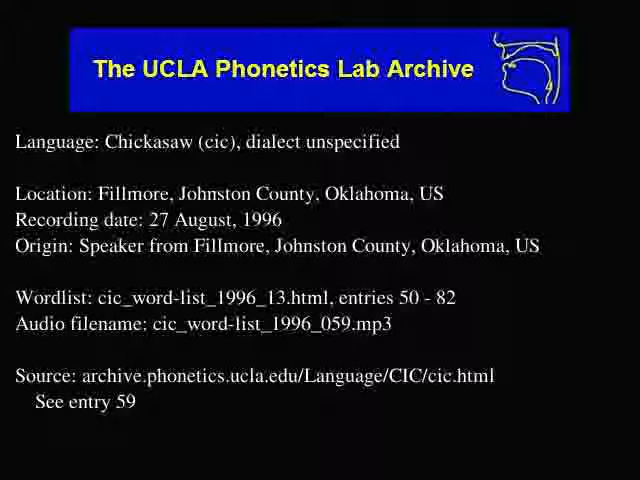 The UCLA Phonetics Lab Archive
Language: Chickasaw (cic), dialect unspecified
Location: Fillmore, Johnston County, Oklahoma, US
Recording date: 27 August, 1996
Origin: Speaker from Fillmore, Johnston County, Oklahoma, US
Wordlist: cic_word-list_1996_13.html, entries 50 - 82
Audio filename: cic_word-list_1996_059.mp3
Source: archive.phonetics.ucla.edu/Language/CIC/cic.html
See entry 59